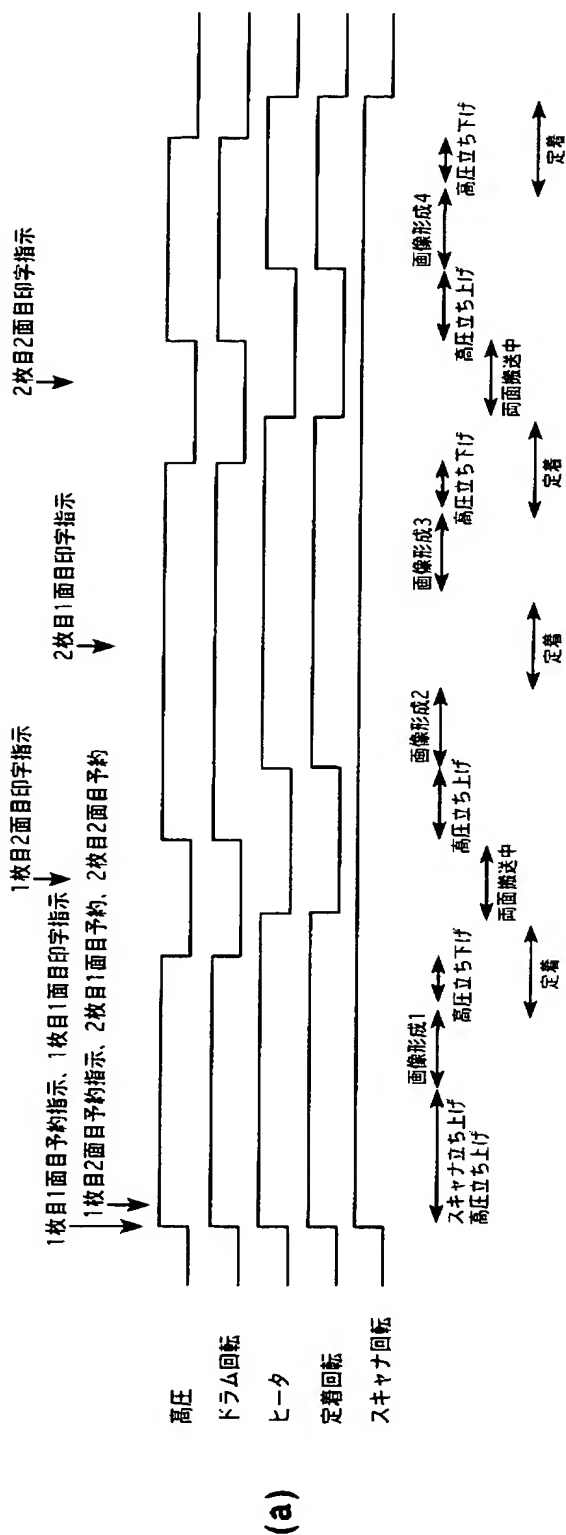 (a)
1枚目1面目予約指示、1枚目1面目印字指示
1枚目2面目予約指示、2枚目1面目予約、2枚目2面目予約
1枚目2面目印字指示
2枚目1面目印字指示
2枚目2面目印字指示
高圧
ドラム回転
ヒータ
定着回転
スキャナ回転
スキャナ立ち上げ
高圧立ち上げ
画像形成1
高圧立ち下げ
定着
両面搬送中
高圧立ち上げ
画像形成2
定着
画像形成3
高圧立ち下げ
定着
両面搬送中
高圧立ち上げ
画像形成4
高圧立ち下げ
定着